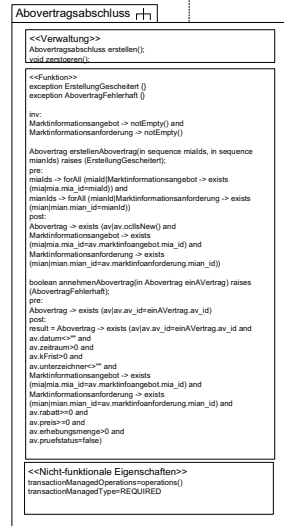 Abovertragsabschluss
<<Verwaltung>>
Abovertragsabschluss erstellen();
void zerstoeren();
<<Funktion>>
exception ErstellungGescheitert {}
exception AbovertragFehlerhaft {}
inv:
Marktinformationsangebot -> notEmpty() and
Marktinformationsanforderung -> notEmpty()
Abovertrag erstellenAbovertrag(in sequence miaIds, in sequence
mianIds) raises (ErstellungGescheitert);
pre:
miaIds -> forAll (miaId|Marktinformationsangebot -> exists
(mia|mia.mia_id=miaId)) and
mianIds -> forAll (mianId|Marktinformationsanforderung -> exists
(mian|mian.mian_id=mianId))
post:
Abovertrag -> exists (av|av.oclIsNew() and
Marktinformationsangebot -> exists
(mia|mia.mia_id=av.marktinfoangebot.mia_id) and
Marktinformationsanforderung -> exists
(mian|mian.mian_id=av.marktinfoanforderung.mian_id))
boolean annehmenAbovertrag(in Abovertrag einAVertrag) raises
(AbovertragFehlerhaft);
pre:
Abovertrag -> exists (av|av.av_id=einAVertrag.av_id)
post:
result = Abovertrag -> exists (av|av.av_id=einAVertrag.av_id and
av.datum<>"" and
av.zeitraum>0 and
av.kFrist>0 and
av.unterzeichner<>"" and
Marktinformationsangebot -> exists
(mia|mia.mia_id=av.marktinfoangebot.mia_id) and
Marktinformationsanforderung -> exists
(mian|mian.mian_id=av.marktinfoanforderung.mian_id) and
av.rabatt>=0 and
av.preis>=0 and
av.erhebungsmenge>0 and
av.pruefstatus=false)
<<Nicht-funktionale Eigenschaften>>
transactionManagedOperations=operations()
transactionManagedType=REQUIRED